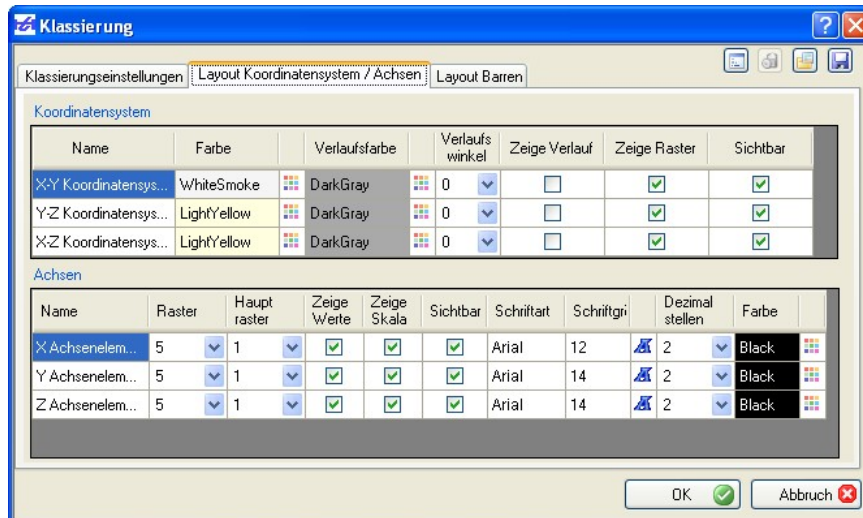 Klassierung
Klassierungseinstellungen Layout Koordinatensystem / Achsen Layout Barren
Koordinatensystem
Name Farbe Verlaufsfarbe Verlaufs winkel Zeige Verlauf Zeige Raster Sichtbar
X-Y Koordinatensys... WhiteSmoke DarkGray 0
Y-Z Koordinatensys... LightYellow DarkGray 0
X-Z Koordinatensys... LightYellow DarkGray 0
Achsen
Name Raster Haupt raster Zeige Werte Zeige Skala Sichtbar Schriftart Schriftgrö Dezimal stellen Farbe
X Achsenelem... 5 1 Arial 12 2 Black
Y Achsenelem... 5 1 Arial 14 2 Black
Z Achsenelem... 5 1 Arial 14 2 Black
OK Abbruch